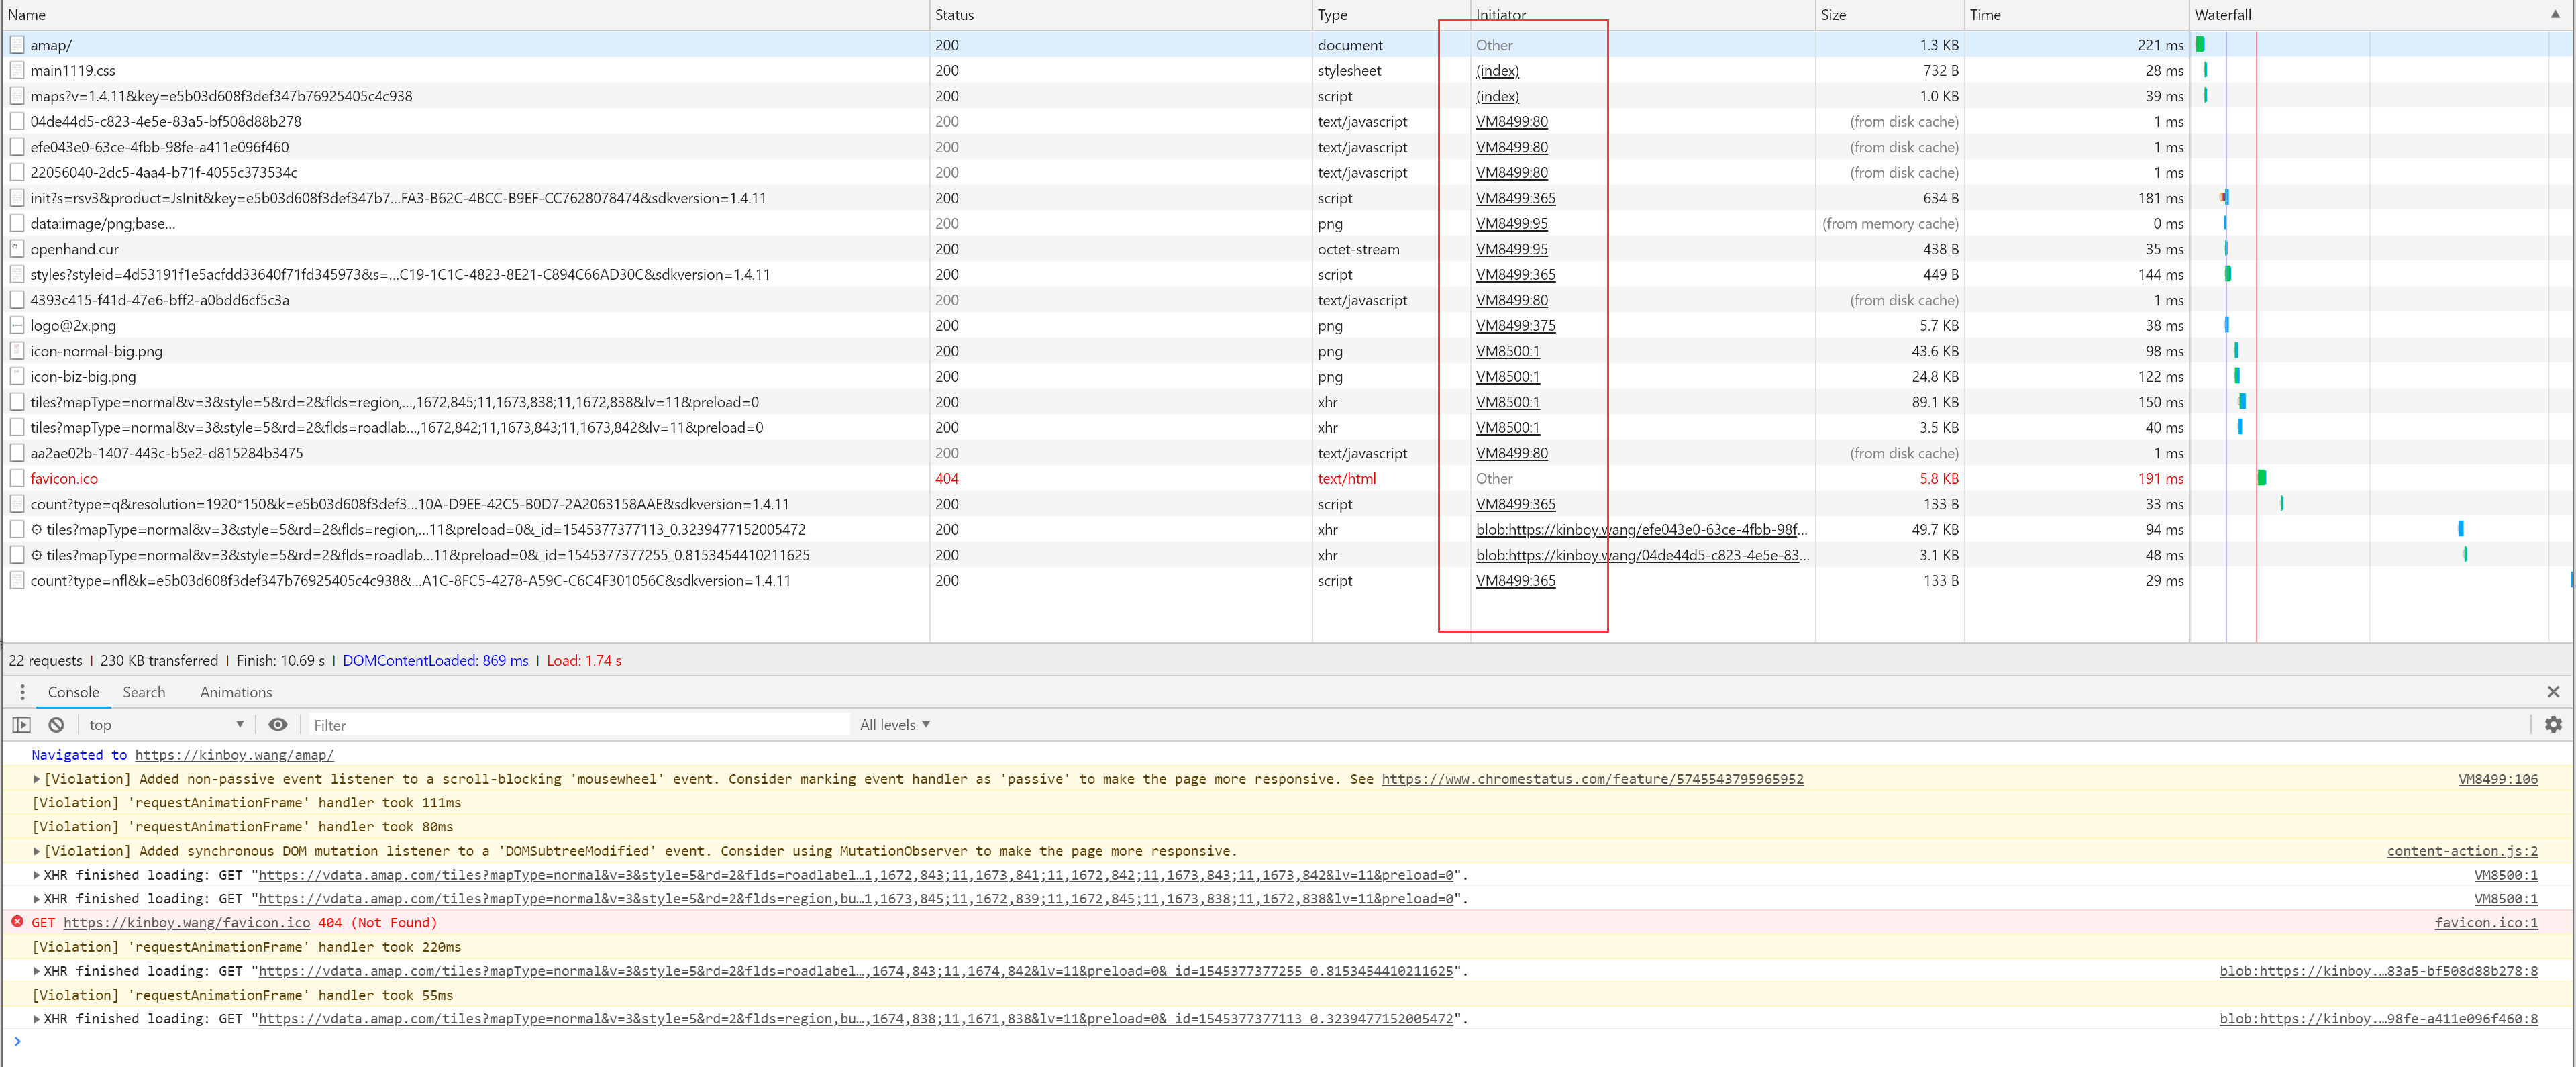 Name Status Type Initiator Size Time Waterfall
amap/ 200 document Other 1.3 KB 221 ms
main1119.css 200 stylesheet (index) 732 B 28 ms
maps?v=1.4.11&key=e5b03d608f3def347b76925405c4c938 200 script (index) 1.0 KB 39 ms
04de44d5-c823-4e5e-83a5-bf508d88b278 200 text/javascript VM8499:80 (from disk cache) 1 ms
efe043e0-63ce-4fbb-98fe-a411e096f460 200 text/javascript VM8499:80 (from disk cache) 1 ms
22056040-2dc5-4aa4-b71f-4055c373534c 200 text/javascript VM8499:80 (from disk cache) 1 ms
init?s=rsv3&product=JsInit&key=e5b03d608f3def347b7...FA3-B62C-4BCC-B9EF-CC7628078474&sdkversion=1.4.11 200 script VM8499:365 634 B 181 ms
data:image/png;base... 200 png VM8499:95 (from memory cache) 0 ms
openhand.cur 200 octet-stream VM8499:95 438 B 35 ms
styles?styleid=4d53191f1e5acfdd33640f71fd345973&s=...C19-1C1C-4823-8E21-C894C66AD30C&sdkversion=1.4.11 200 script VM8499:365 449 B 144 ms
4393c415-f41d-47e6-bff2-a0bdd6cf5c3a 200 text/javascript VM8499:80 (from disk cache) 1 ms
logo@2x.png 200 png VM8499:375 5.7 KB 38 ms
icon-normal-big.png 200 png VM8500:1 43.6 KB 98 ms
icon-biz-big.png 200 png VM8500:1 24.8 KB 122 ms
tiles?mapType=normal&v=3&style=5&rd=2&flds=region,...,1672,845;11,1673,838;11,1672,838&lv=11&preload=0 200 xhr VM8500:1 89.1 KB 150 ms
tiles?mapType=normal&v=3&style=5&rd=2&flds=roadlab...,1672,842;11,1673,843;11,1673,842&lv=11&preload=0 200 xhr VM8500:1 3.5 KB 40 ms
aa2ae02b-1407-443c-b5e2-d815284b3475 200 text/javascript VM8499:80 (from disk cache) 1 ms
favicon.ico 404 text/html Other 5.8 KB 191 ms
count?type=q&resolution=1920*150&k=e5b03d608f3def3...10A-D9EE-42C5-B0D7-2A2063158AAE&sdkversion=1.4.11 200 script VM8499:365 133 B 33 ms
⚙ tiles?mapType=normal&v=3&style=5&rd=2&flds=region,...11&preload=0&_id=1545377377113_0.3239477152005472 200 xhr blob:https://kinboy.wang/efe043e0-63ce-4fbb-98f... 49.7 KB 94 ms
⚙ tiles?mapType=normal&v=3&style=5&rd=2&flds=roadlab...11&preload=0&_id=1545377377255_0.8153454410211625 200 xhr blob:https://kinboy.wang/04de44d5-c823-4e5e-83... 3.1 KB 48 ms
count?type=nfl&k=e5b03d608f3def347b76925405c4c938&...A1C-8FC5-4278-A59C-C6C4F301056C&sdkversion=1.4.11 200 script VM8499:365 133 B 29 ms
22 requests | 230 KB transferred | Finish: 10.69 s | DOMContentLoaded: 869 ms | Load: 1.74 s
Console Search Animations
top Filter All levels
Navigated to https://kinboy.wang/amap/
[Violation] Added non-passive event listener to a scroll-blocking 'mousewheel' event. Consider marking event handler as 'passive' to make the page more responsive. See https://www.chromestatus.com/feature/5745543795965952 VM8499:106
[Violation] 'requestAnimationFrame' handler took 111ms
[Violation] 'requestAnimationFrame' handler took 80ms
[Violation] Added synchronous DOM mutation listener to a 'DOMSubtreeModified' event. Consider using MutationObserver to make the page more responsive. content-action.js:2
XHR finished loading: GET "https://vdata.amap.com/tiles?mapType=normal&v=3&style=5&rd=2&flds=roadlabel…1,1672,843;11,1673,841;11,1672,842;11,1673,843;11,1673,842&lv=11&preload=0". VM8500:1
XHR finished loading: GET "https://vdata.amap.com/tiles?mapType=normal&v=3&style=5&rd=2&flds=region,bu…1,1673,845;11,1672,839;11,1672,845;11,1673,838;11,1672,838&lv=11&preload=0". VM8500:1
GET https://kinboy.wang/favicon.ico 404 (Not Found) favicon.ico:1
[Violation] 'requestAnimationFrame' handler took 220ms
XHR finished loading: GET "https://vdata.amap.com/tiles?mapType=normal&v=3&style=5&rd=2&flds=roadlabel…,1674,843;11,1674,842&lv=11&preload=0&_id=1545377377255_0.8153454410211625". blob:https://kinboy.…83a5-bf508d88b278:8
[Violation] 'requestAnimationFrame' handler took 55ms
XHR finished loading: GET "https://vdata.amap.com/tiles?mapType=normal&v=3&style=5&rd=2&flds=region,bu…,1674,838;11,1671,838&lv=11&preload=0&_id=1545377377113_0.3239477152005472". blob:https://kinboy.…98fe-a411e096f460:8